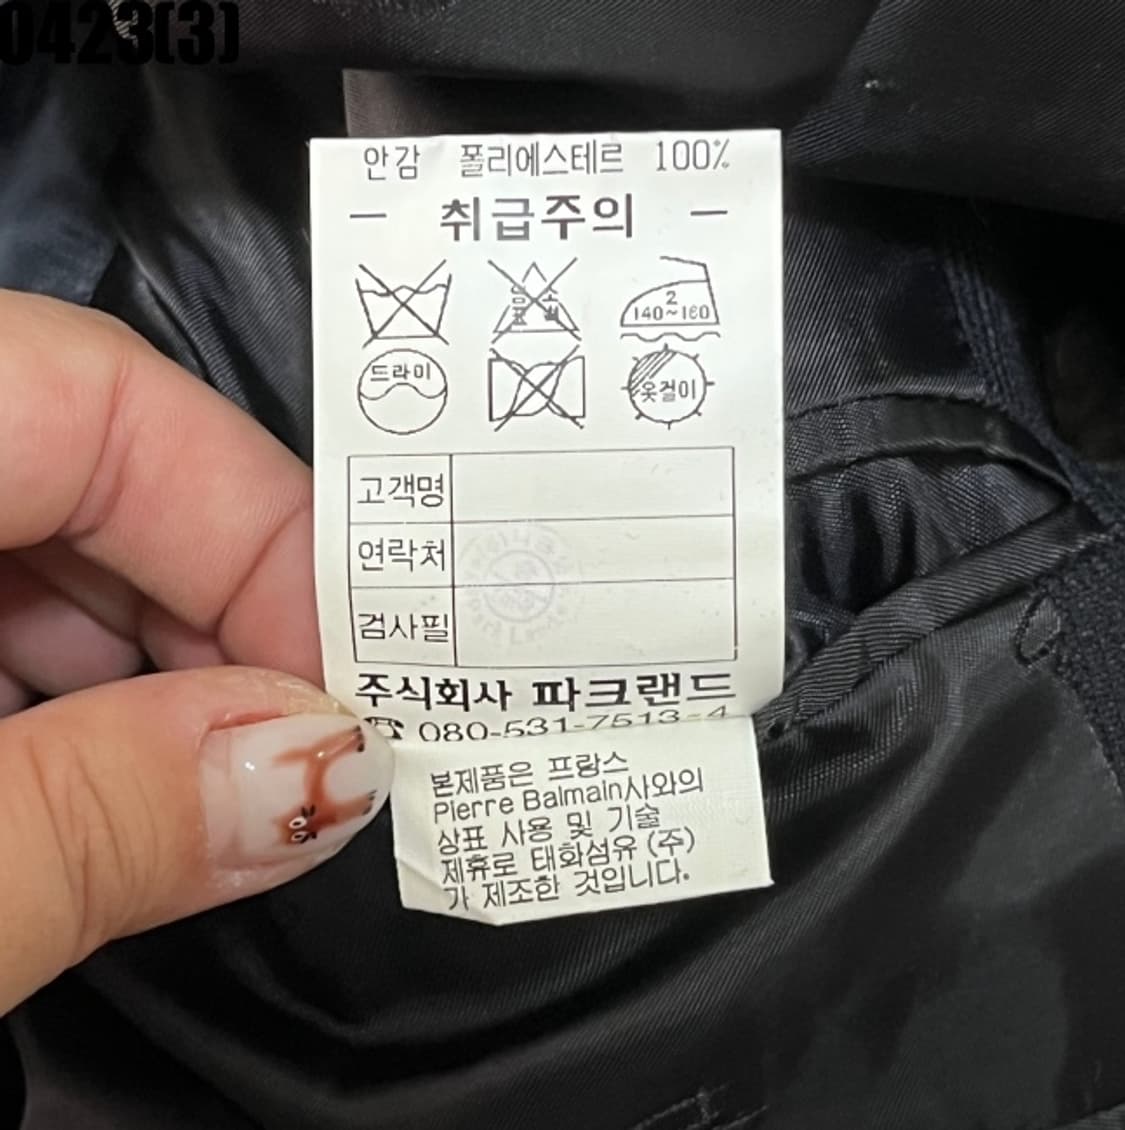 0423(3)
안감 폴리에스테르 100%
- 취급주의 -
2
140~160
드라이
옷걸이
고객명
연락처
검사필
주식회사 파크랜드
☎ 080-531-7513~4
본제품은 프랑스
Pierre Balmain사와의
상표 사용 및 기술
제휴로 태화섬유 (주)
가 제조한 것입니다.